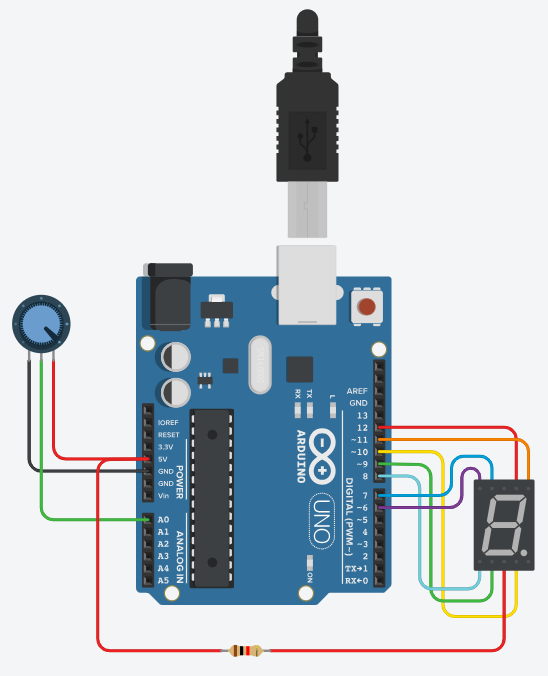 IOREF
RESET
3.3V
5V
GND
GND
Vin
POWER
A0
A1
A2
A3
A4
A5
ANALOG IN
RX
TX
L
ARDUINO
UNO
ON
AREF
GND
13
12
~11
~10
~9
8
7
~6
~5
4
~3
2
TX→1
RX←0
DIGITAL (PWM~)